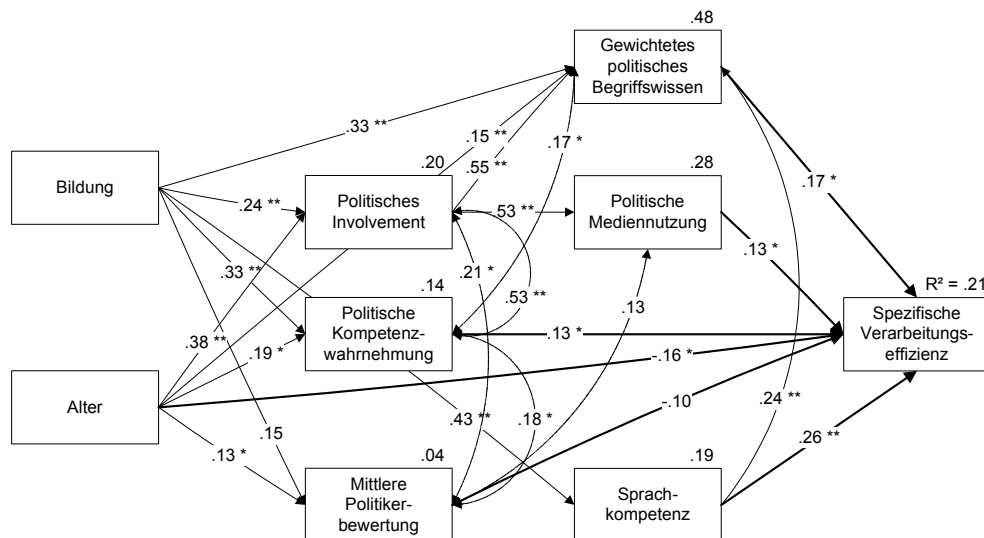 .48
Gewichtetes
politisches
Begriffswissen
.33 **
.15 **
.17 *
.20
.55 **
.28
Bildung
Politisches
Involvement
Politische
Mediennutzung
.17 *
.24 **
.53 **
.13 *
.33 **
.21 *
.14
.53 **
.13
R² = .21
Politische
Kompetenz-
wahrnehmung
Spezifische
Verarbeitungs-
effizienz
.38 **
.19 *
.13 *
-.16 *
Alter
-.10
.43 **
.18 *
.24 **
.15
.26 **
.13 *
.04
.19
Mittlere
Politiker-
bewertung
Sprach-
kompetenz